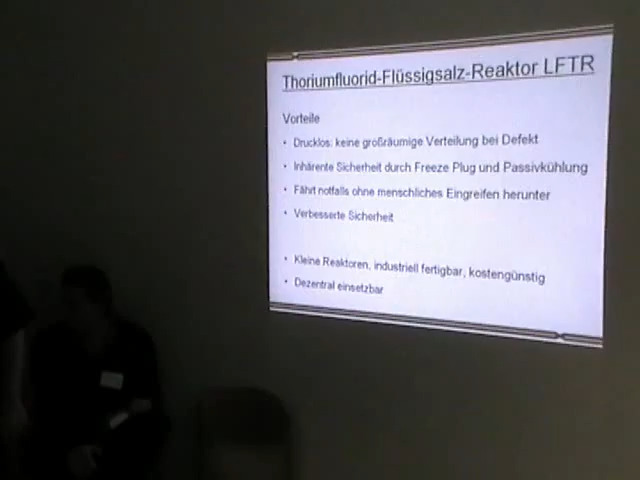 Thoriumfluorid-Flüssigsalz-Reaktor LFTR
Vorteile
• Drucklos: keine großräumige Verteilung bei Defekt
• Inhärente Sicherheit durch Freeze Plug und Passivkühlung
• Fährt notfalls ohne menschliches Eingreifen herunter
• Verbesserte Sicherheit
• Kleine Reaktoren, industriell fertigbar, kostengünstig
• Dezentral einsetzbar